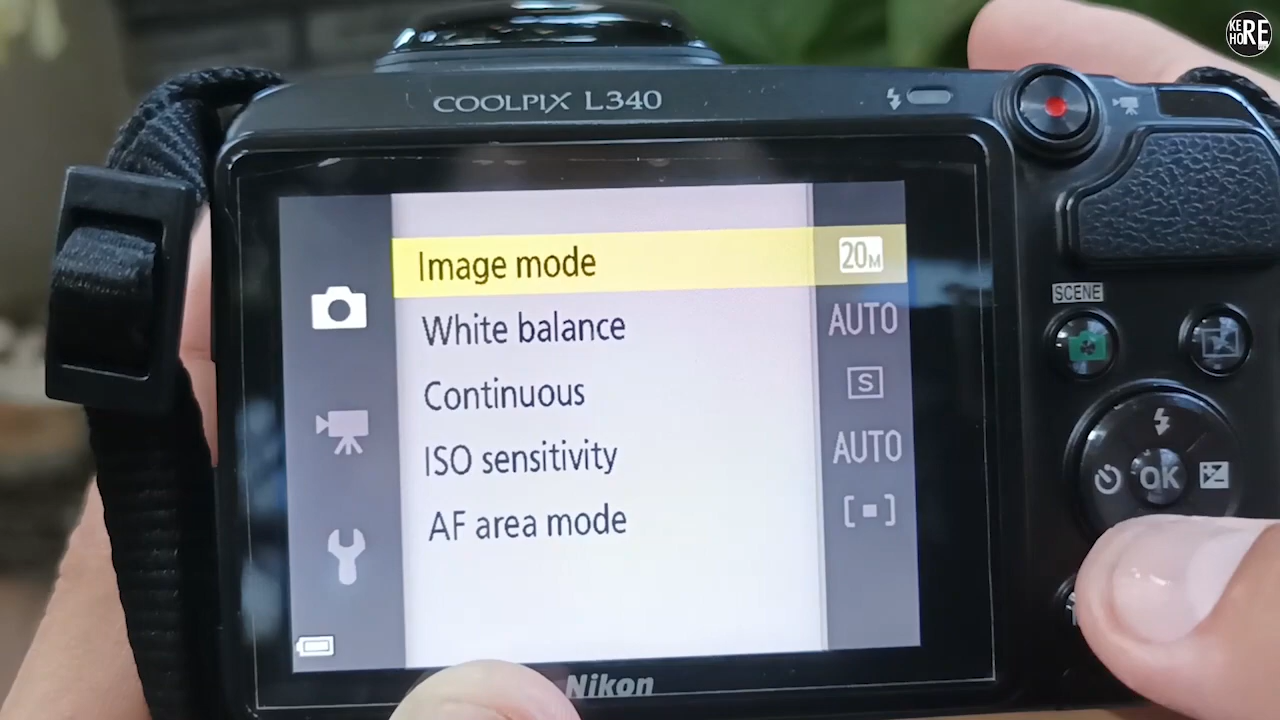 KE
HO RE
COOLPIX L340
Image mode 20M
White balance AUTO
Continuous S
ISO sensitivity AUTO
AF area mode
SCENE
OK
Nikon